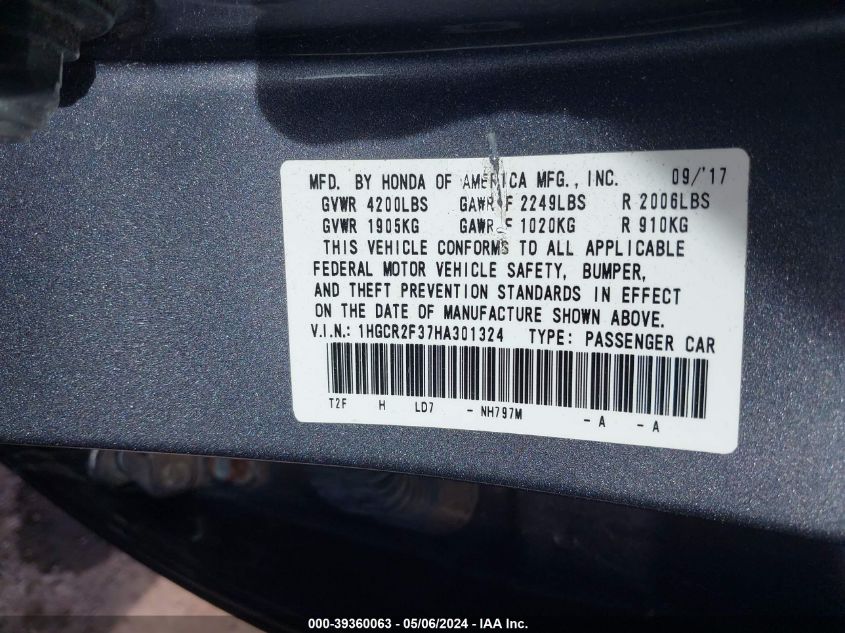 MFD. BY HONDA OF AMERICA MFG., INC. 09/'17
GVWR 4200LBS GAWR F 2249LBS R 2006LBS
GVWR 1905KG GAWR F 1020KG R 910KG
THIS VEHICLE CONFORMS TO ALL APPLICABLE
FEDERAL MOTOR VEHICLE SAFETY, BUMPER,
AND THEFT PREVENTION STANDARDS IN EFFECT
ON THE DATE OF MANUFACTURE SHOWN ABOVE.
V.I.N.: 1HGCR2F37HA301324 TYPE: PASSENGER CAR
T2F H LD7 - NH797M - A - A
000-39360063 - 05/06/2024 - IAA Inc.